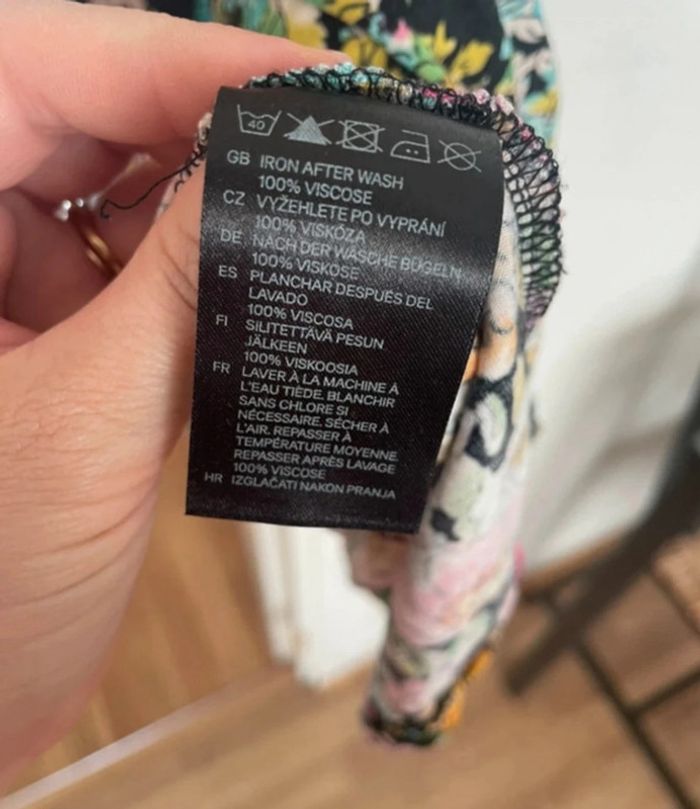 40
GB IRON AFTER WASH
100% VISCOSE
CZ VYŽEHLETE PO VYPRÁNÍ
100% VISKÓZA
DE NACH DER WÄSCHE BÜGELN
100% VISKOSE
ES PLANCHAR DESPUÉS DEL
LAVADO
100% VISCOSA
FI SILITETTÄVÄ PESUN
JÄLKEEN
100% VISKOOSIA
FR LAVER À LA MACHINE À
L'EAU TIÈDE. BLANCHIR
SANS CHLORE SI
NÉCESSAIRE. SÉCHER À
L'AIR. REPASSER À
TEMPÉRATURE MOYENNE.
REPASSER APRÈS LAVAGE
100% VISCOSE
HR IZGLAČATI NAKON PRANJA